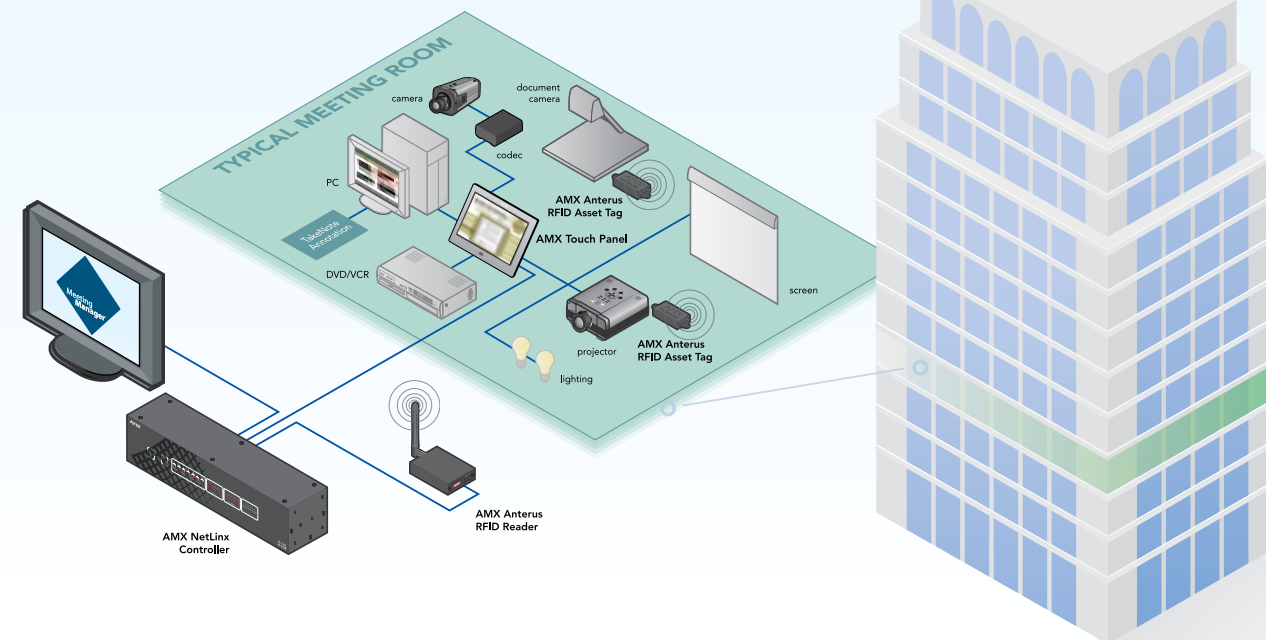 TYPICAL MEETING ROOM
camera
document
camera
codec
PC
AMX Anterus
RFID Asset Tag
TakeNote
Annotation
AMX Touch Panel
DVD/VCR
screen
Meeting
Manager
projector
AMX Anterus
RFID Asset Tag
lighting
AMX Anterus
RFID Reader
AMX NetLinx
Controller
AMX